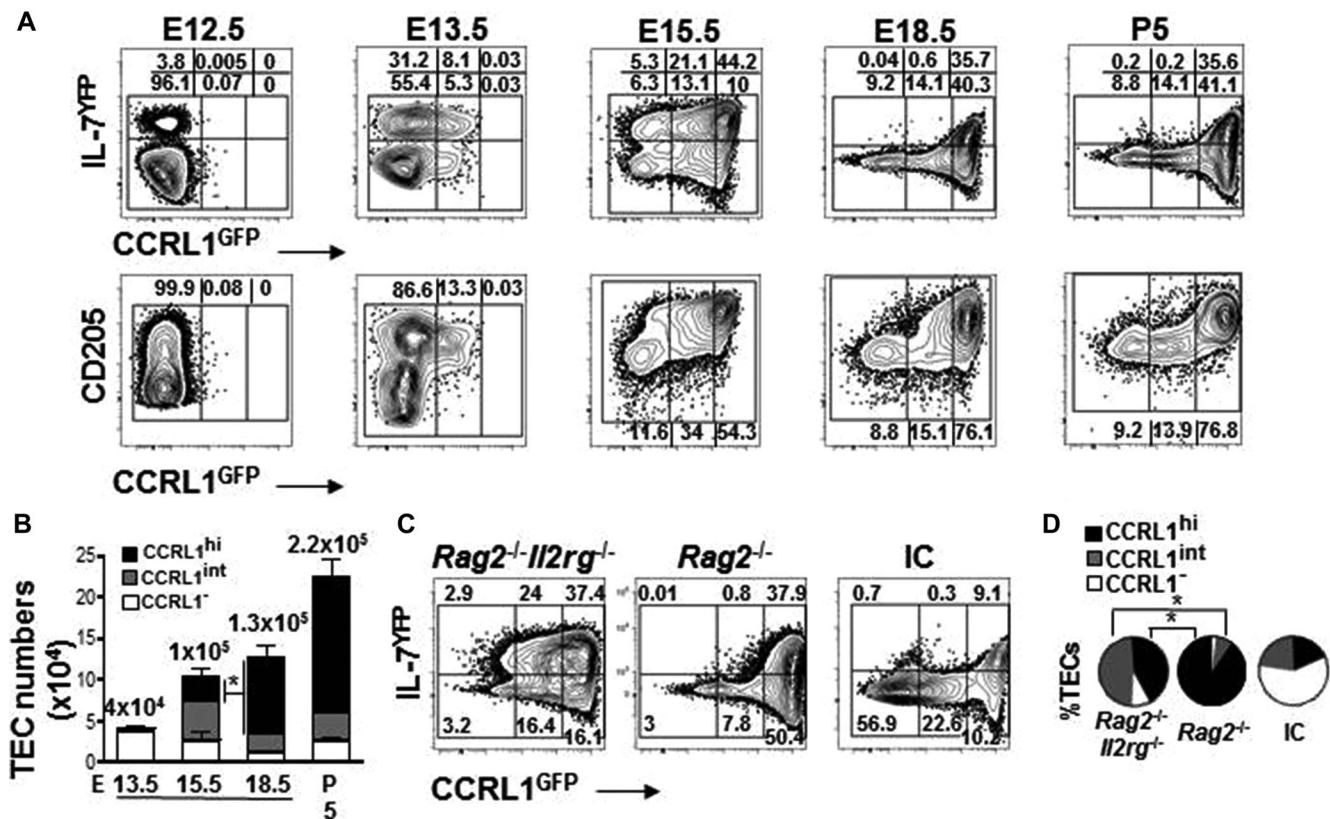 A
E12.5 E13.5 E15.5 E18.5 P5
3.8 0.005 0
96.1 0.07 0
31.2 8.1 0.03
55.4 5.3 0.03
5.3 21.1 44.2
6.3 13.1 10
0.04 0.6 35.7
9.2 14.1 40.3
0.2 0.2 35.6
8.8 14.1 41.1
IL-7YFP
CCRL1GFP
99.9 0.08 0
86.6 13.3 0.03
CD205
11.6 34 54.3
8.8 15.1 76.1
9.2 13.9 76.8
CCRL1GFP
B
CCRL1hi
CCRL1int
CCRL1-
TEC numbers
(x104)
25
20
15
10
5
0
4x104
1x105
*
1.3x105
2.2x105
E 13.5 15.5 18.5 P
5
C
Rag2-/-Il2rg-/- Rag2-/- IC
2.9 24 37.4
3.2 16.4 16.1
0.01 0.8 37.9
3 7.8 50.4
0.7 0.3 9.1
56.9 22.6 10.2
IL-7YFP
CCRL1GFP
D
CCRL1hi
CCRL1int
CCRL1-
*
*
%TECs
Rag2-/-
Il2rg-/-
Rag2-/-
IC